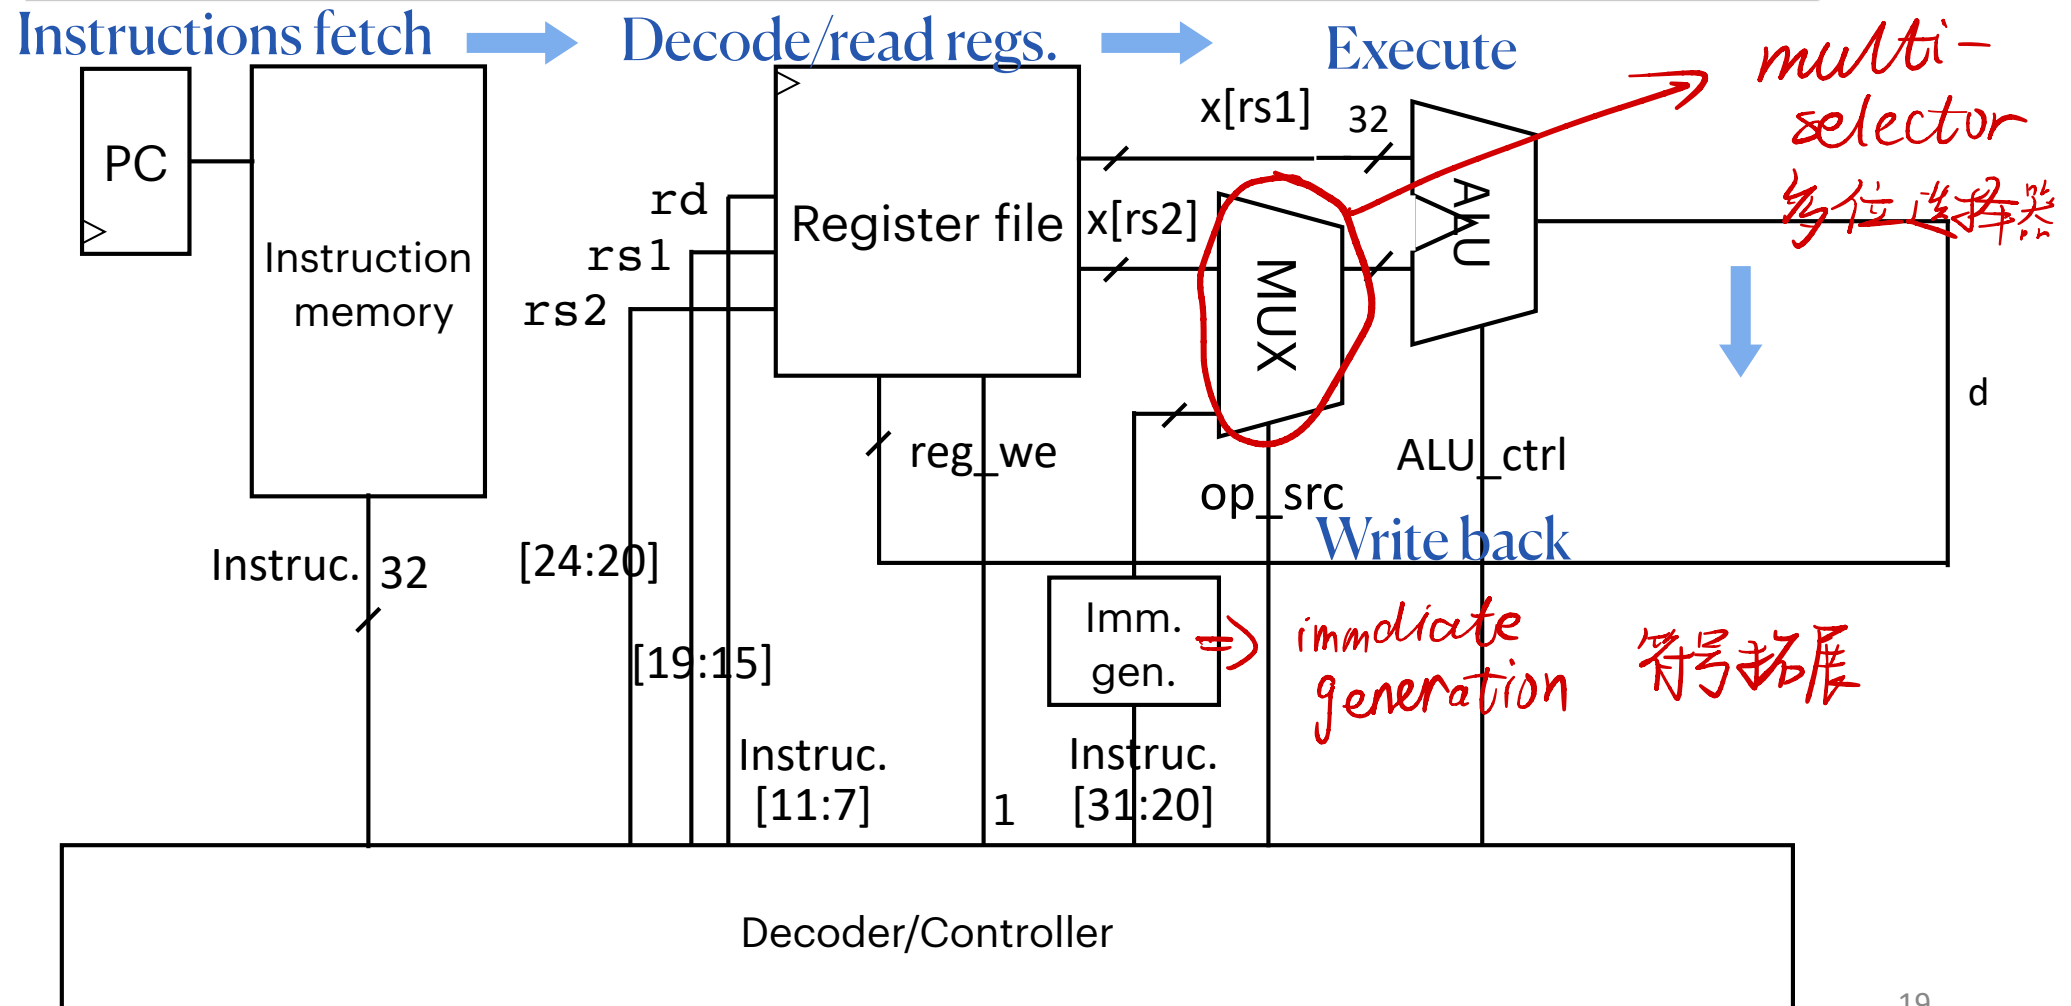 Instructions fetch
Decode/read regs.
Execute
multi-
selector
多位选择器
PC
Instruction
memory
rd
rs1
rs2
Register file
x[rs1]
32
x[rs2]
MUX
ALU
d
reg_we
op_src
ALU_ctrl
Write back
Instruc.
32
[24:20]
[19:15]
Instruc.
[11:7]
1
Imm.
gen.
⇒
immdiate
generation
符号拓展
Instruc.
[31:20]
Decoder/Controller
19